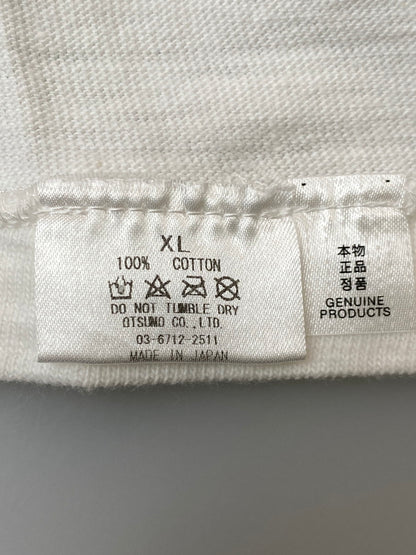 XL
100% COTTON
DO NOT TUMBLE DRY
OTSUMO CO., LTD.
03-6712-2511
MADE IN JAPAN
本物
正品
정품
GENUINE
PRODUCTS